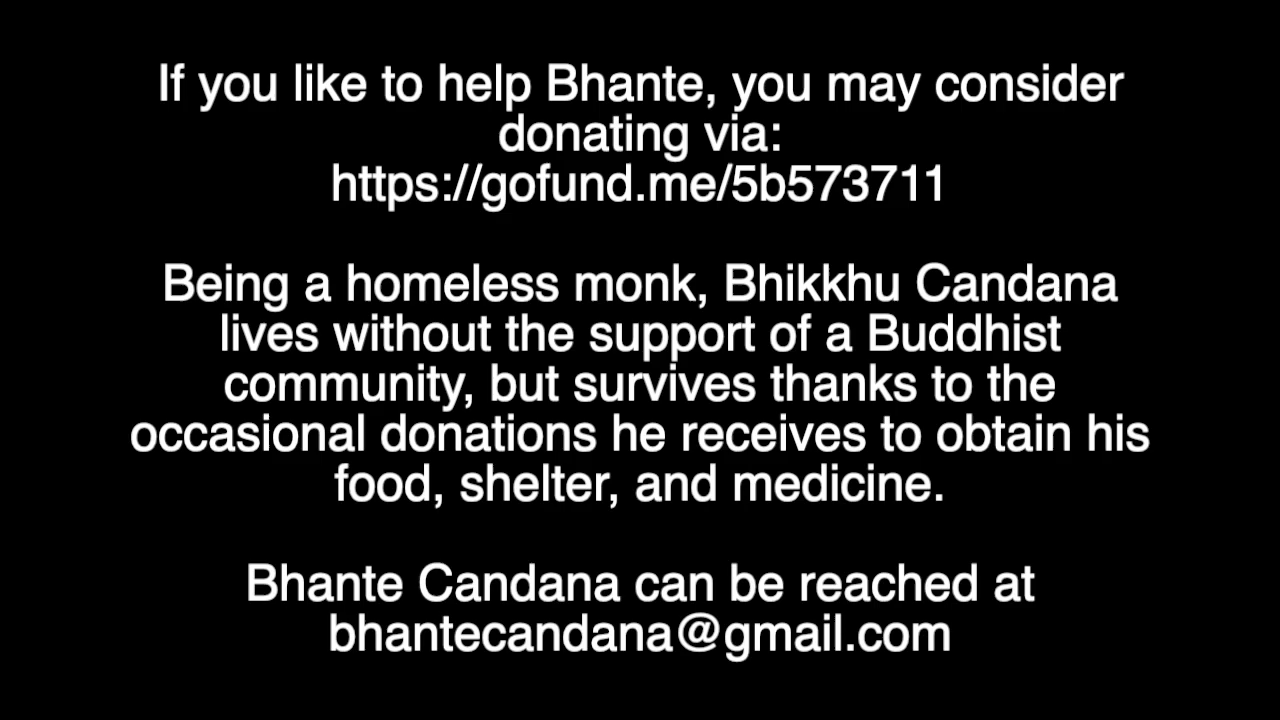 If you like to help Bhante, you may consider
donating via:
https://gofund.me/5b573711
Being a homeless monk, Bhikkhu Candana
lives without the support of a Buddhist
community, but survives thanks to the
occasional donations he receives to obtain his
food, shelter, and medicine.
Bhante Candana can be reached at
bhantecandana@gmail.com